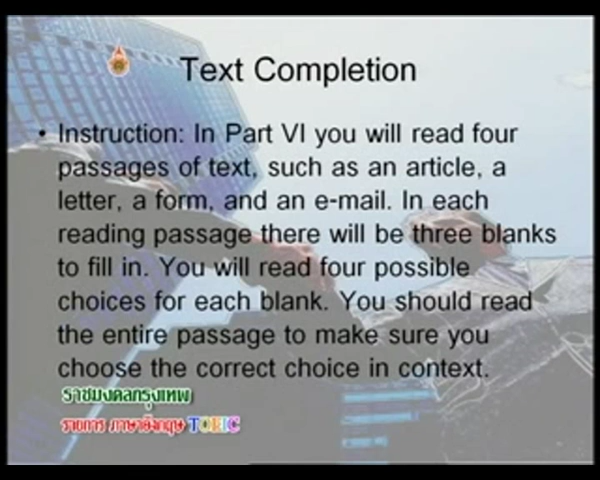 Text Completion
• Instruction: In Part VI you will read four
passages of text, such as an article, a
letter, a form, and an e-mail. In each
reading passage there will be three blanks
to fill in. You will read four possible
choices for each blank. You should read
the entire passage to make sure you
choose the correct choice in context.
ราชมงคลกรุงเทพ
รายการ ภาษาอังกฤษ TOEIC